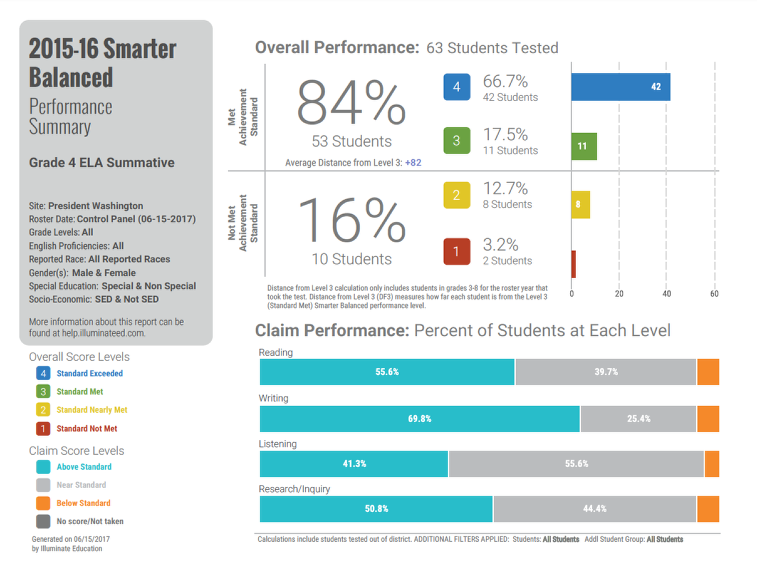 2015-16 Smarter
Balanced
Performance
Summary
Grade 4 ELA Summative
Site: President Washington
Roster Date: Control Panel (06-15-2017)
Grade Levels: All
English Proficiencies: All
Reported Race: All Reported Races
Gender(s): Male & Female
Special Education: Special & Non Special
Socio-Economic: SED & Not SED
More information about this report can be
found at help.illuminateed.com.
Overall Score Levels
4 Standard Exceeded
3 Standard Met
2 Standard Nearly Met
1 Standard Not Met
Claim Score Levels
Above Standard
Near Standard
Below Standard
No score/Not taken
Generated on 06/15/2017
by Illuminate Education
Overall Performance: 63 Students Tested
Met
Achievement
Standard
84%
53 Students
Average Distance from Level 3: +82
4 66.7%
42 Students
42
3 17.5%
11 Students
11
Not Met
Achievement
Standard
16%
10 Students
2 12.7%
8 Students
8
1 3.2%
2 Students
0 20 40 60
Distance from Level 3 calculation only includes students in grades 3-8 for the roster year that
took the test. Distance from Level 3 (DF3) measures how far each student is from the Level 3
(Standard Met) Smarter Balanced performance level.
Claim Performance: Percent of Students at Each Level
Reading
55.6% 39.7%
Writing
69.8% 25.4%
Listening
41.3% 55.6%
Research/Inquiry
50.8% 44.4%
Calculations include students tested out of district. ADDITIONAL FILTERS APPLIED: Students: All Students Addl Student Group: All Students